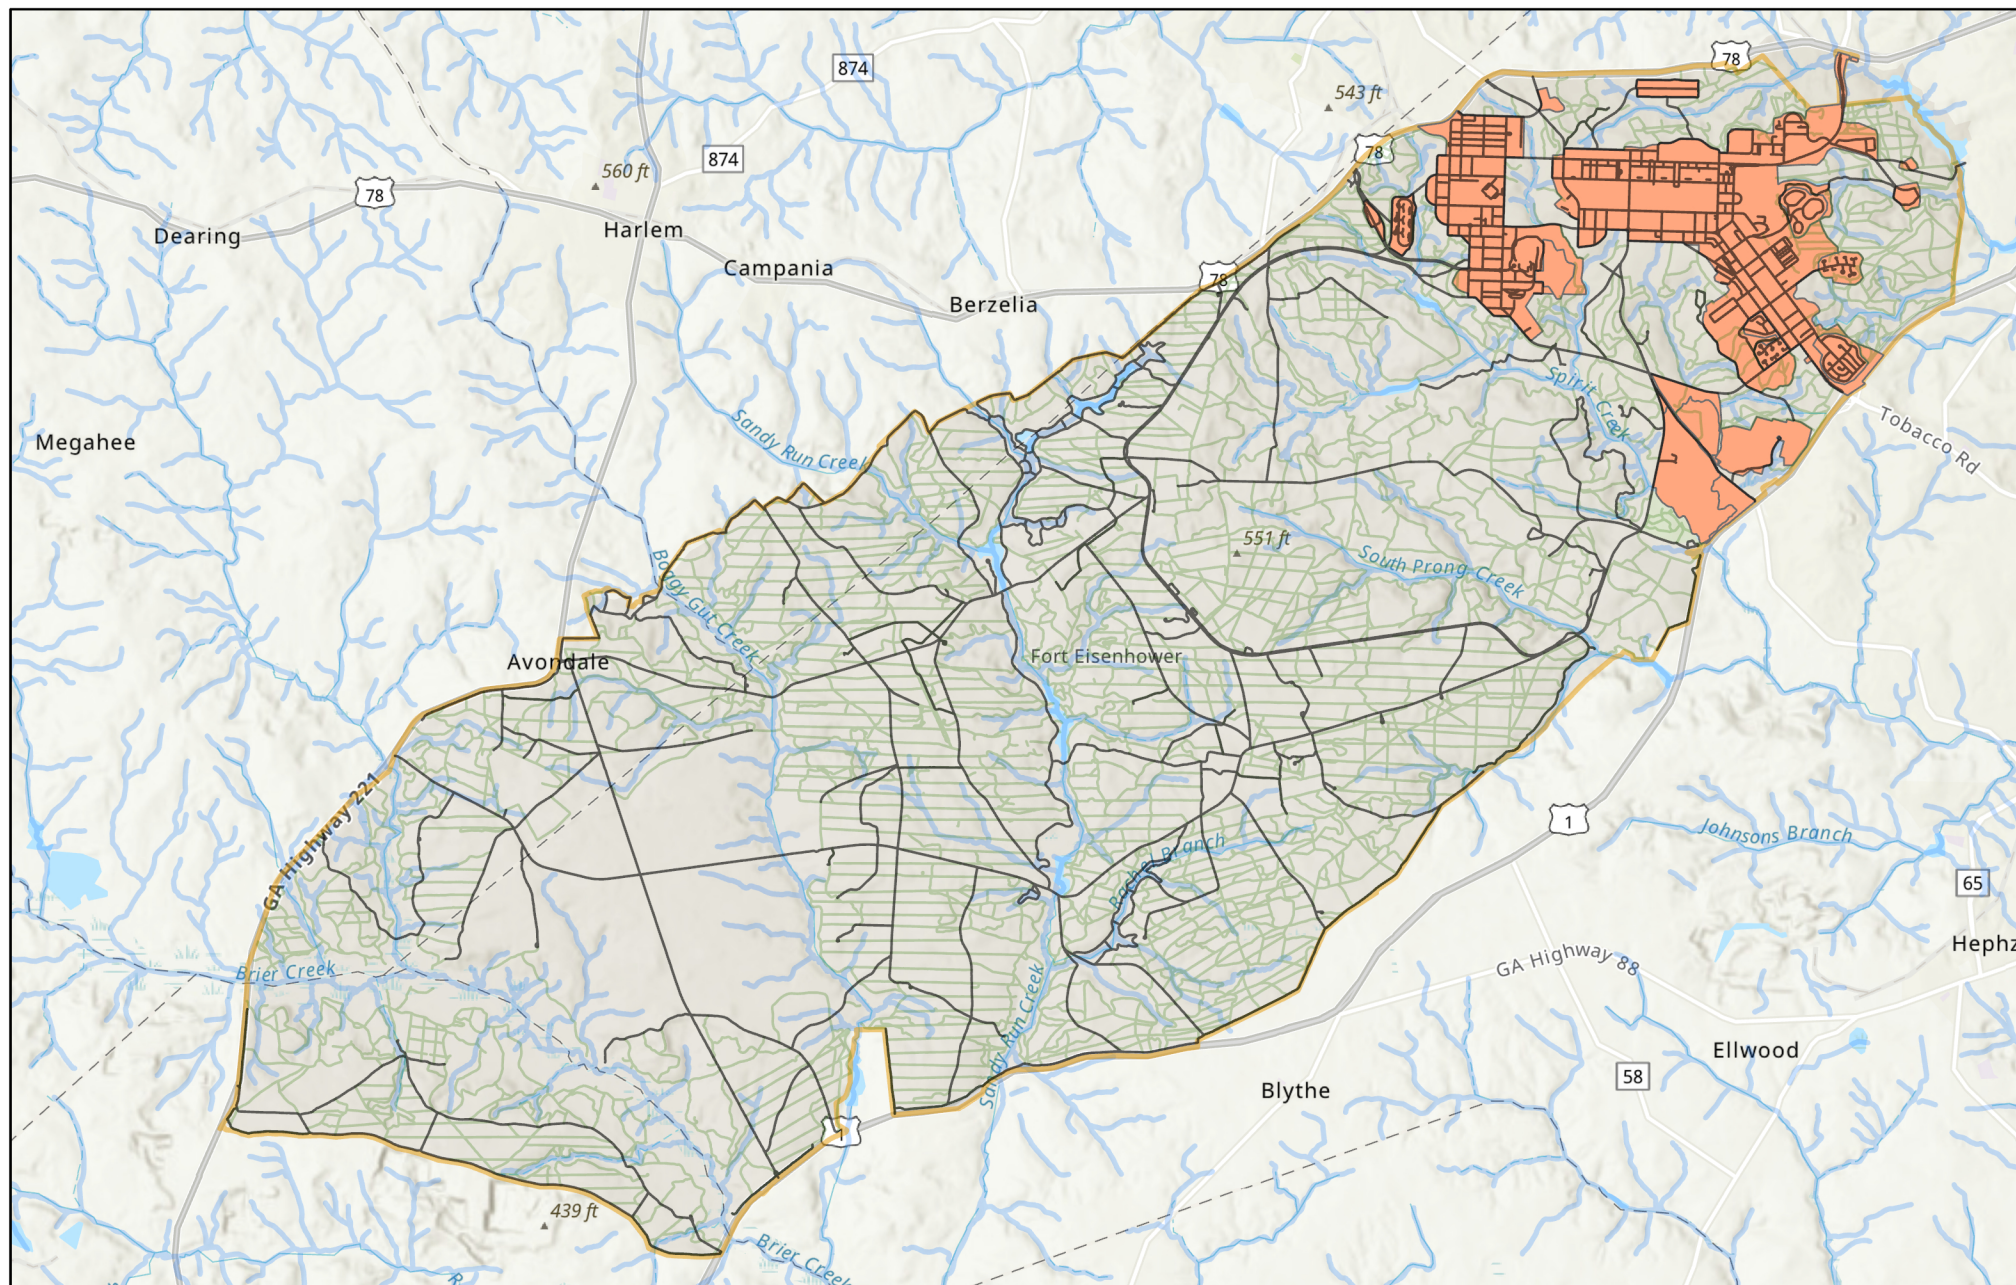 874
78
543 ft
78
874
560 ft
78
Dearing
Harlem
Campania
78
Berzelia
Spirit Creek
Tobacco Rd
Megahee
Sandy Run Creek
551 ft
South Prong Creek
Boggy Gut Creek
Avondale
Fort Eisenhower
GA Highway 221
1
Johnsons Branch
Branch
65
Hephz
Brier Creek
GA Highway 88
Sandy Run Creek
Ellwood
58
Blythe
1
439 ft
Brier Creek
R